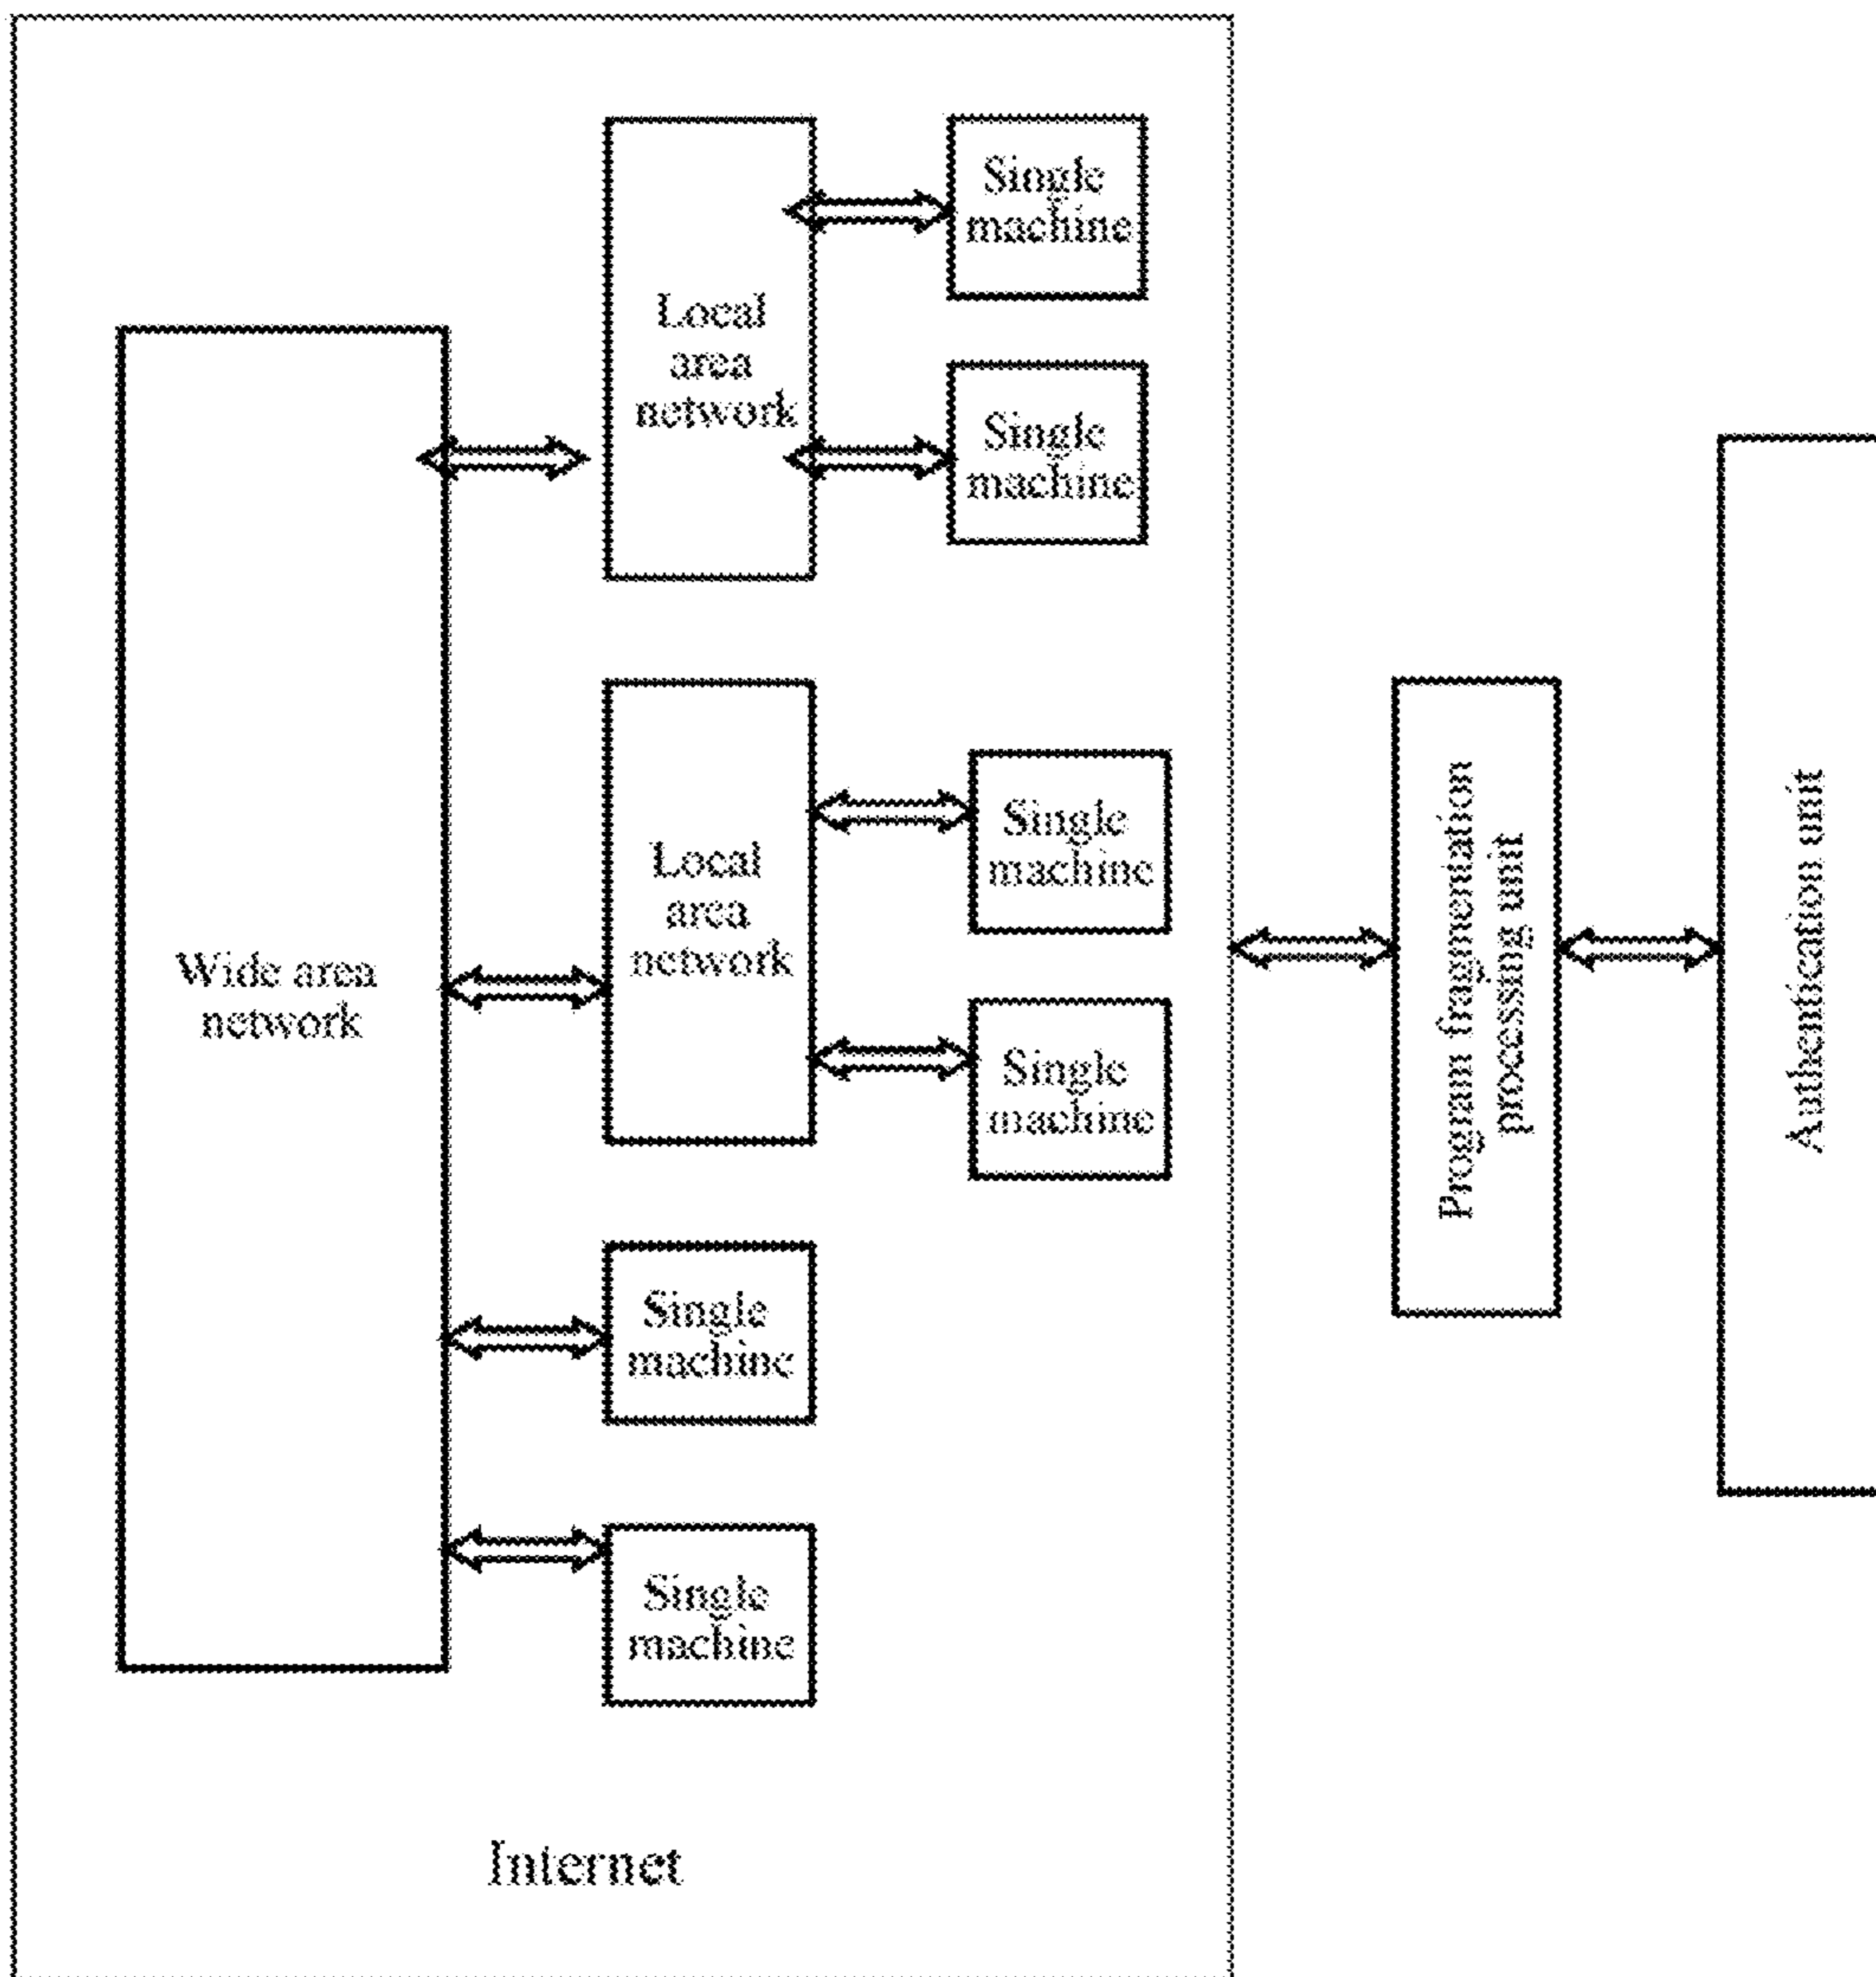 Single
machine
Local
area
network
Single
machine
Wide area
network
Local
area
network
Single
machine
Single
machine
Single
machine
Single
machine
Internet
Program fragmentation
processing unit
Authentication unit